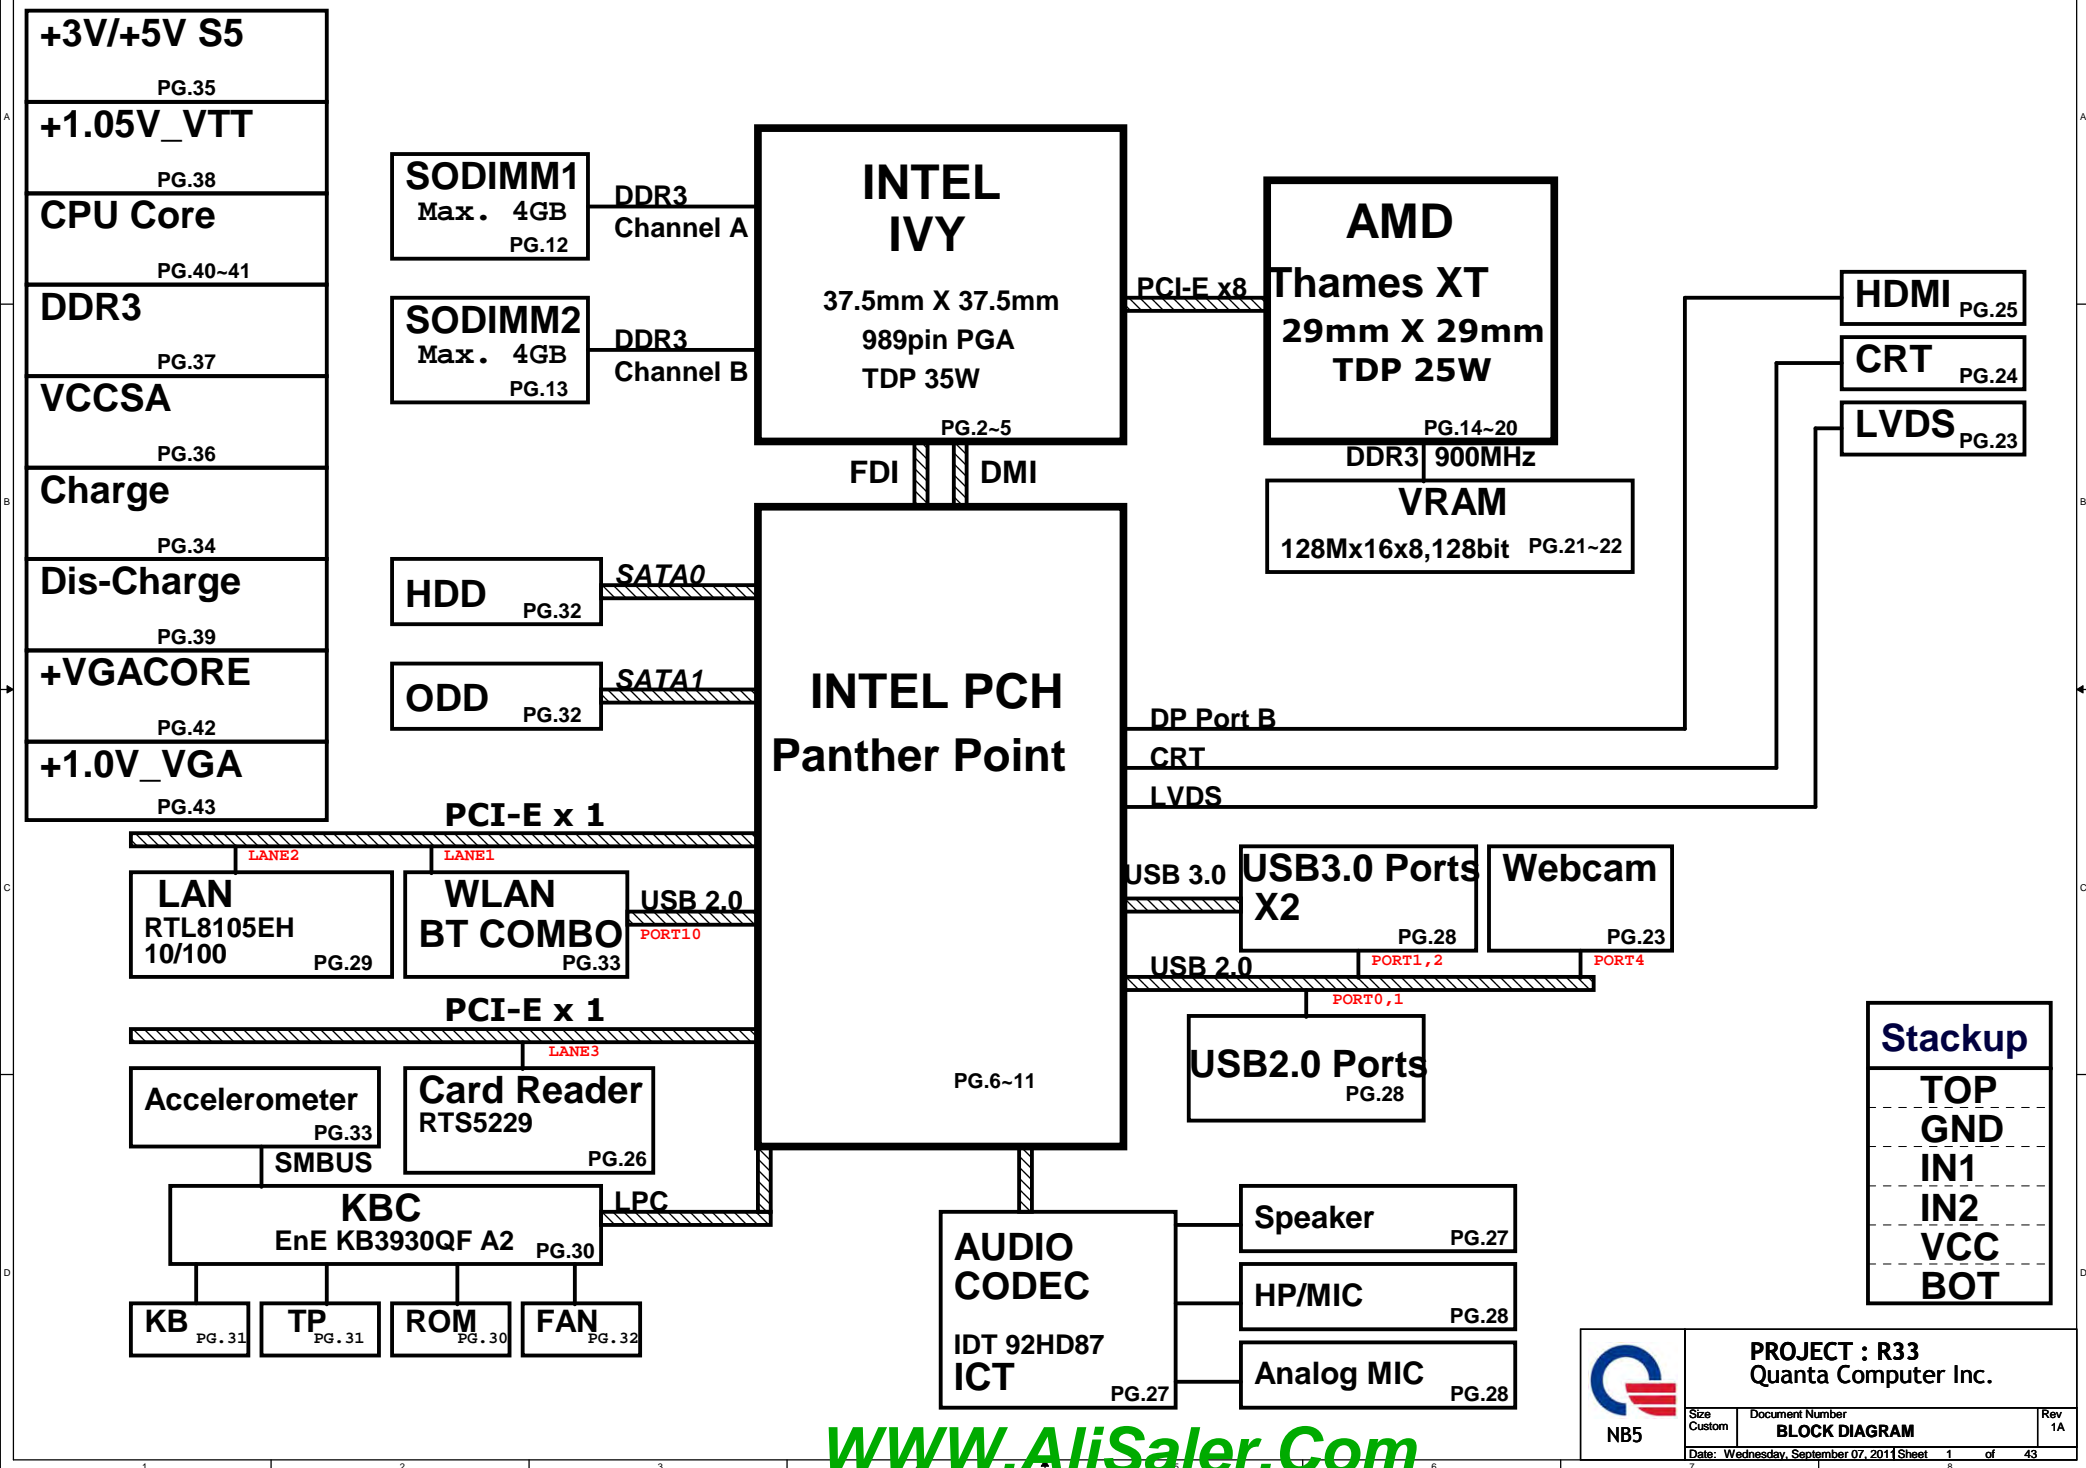 +3V/+5V S5
PG.35
+1.05V_VTT
PG.38
CPU Core
PG.40~41
DDR3
PG.37
VCCSA
PG.36
Charge
PG.34
Dis-Charge
PG.39
+VGACORE
PG.42
+1.0V_VGA
PG.43
SODIMM1
Max. 4GB
PG.12
DDR3
Channel A
SODIMM2
Max. 4GB
PG.13
DDR3
Channel B
INTEL
IVY
37.5mm X 37.5mm
989pin PGA
TDP 35W
PG.2~5
PCI-E x8
AMD
Thames XT
29mm X 29mm
TDP 25W
PG.14~20
DDR3 900MHz
VRAM
128Mx16x8,128bit PG.21~22
HDMI PG.25
CRT PG.24
LVDS PG.23
FDI
DMI
HDD PG.32
SATA0
ODD PG.32
SATA1
INTEL PCH
Panther Point
PG.6~11
DP Port B
CRT
LVDS
PCI-E x 1
LANE2
LANE1
LAN
RTL8105EH
10/100
PG.29
WLAN
BT COMBO
PG.33
USB 2.0
PORT10
USB 3.0
USB3.0 Ports
X2
PG.28
Webcam
PG.23
USB 2.0
PORT1,2
PORT4
PORT0,1
USB2.0 Ports
PG.28
PCI-E x 1
LANE3
Accelerometer
PG.33
SMBUS
Card Reader
RTS5229
PG.26
KBC
EnE KB3930QF A2 PG.30
LPC
KB PG.31
TP PG.31
ROM PG.30
FAN PG.32
AUDIO
CODEC
IDT 92HD87
ICT
PG.27
Speaker
PG.27
HP/MIC
PG.28
Analog MIC
PG.28
Stackup
TOP
GND
IN1
IN2
VCC
BOT
NB5
PROJECT : R33
Quanta Computer Inc.
Size
Custom
Document Number
BLOCK DIAGRAM
Rev
1A
Date: Wednesday, September 07, 2011 Sheet 1 of 43
WWW.AliSaler.Com
A
A
B
B
C
C
D
D
1
2
3
6
7
8